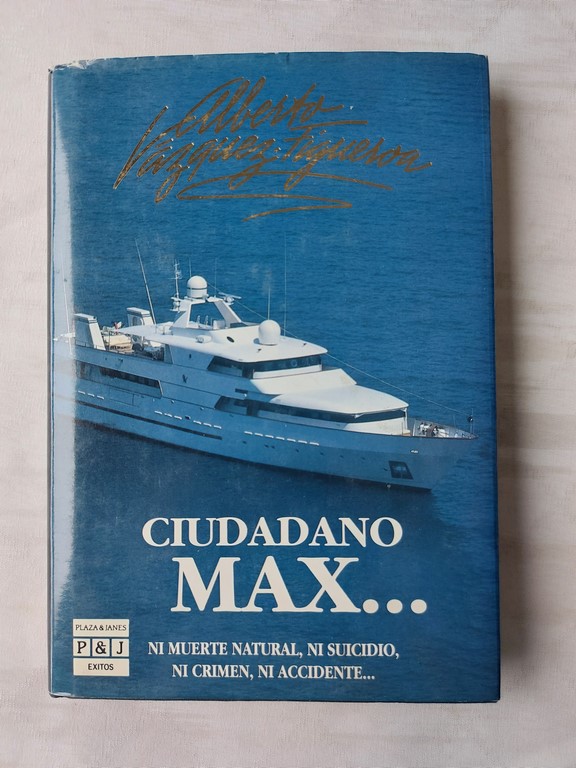 Alberto
Vázquez-Figueroa
CIUDADANO
MAX...
PLAZA & JANES
P & J
EXITOS
NI MUERTE NATURAL, NI SUICIDIO,
NI CRIMEN, NI ACCIDENTE...